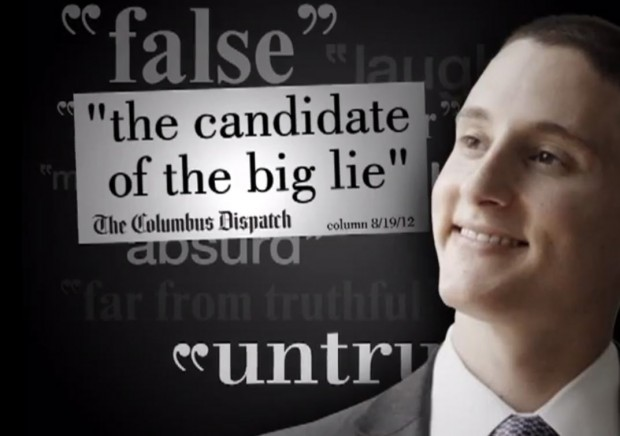 “false”
“laug
"the candidate
of the big lie"
The Columbus Dispatch column 8/19/12
absurd”
“far from truthful
“untru